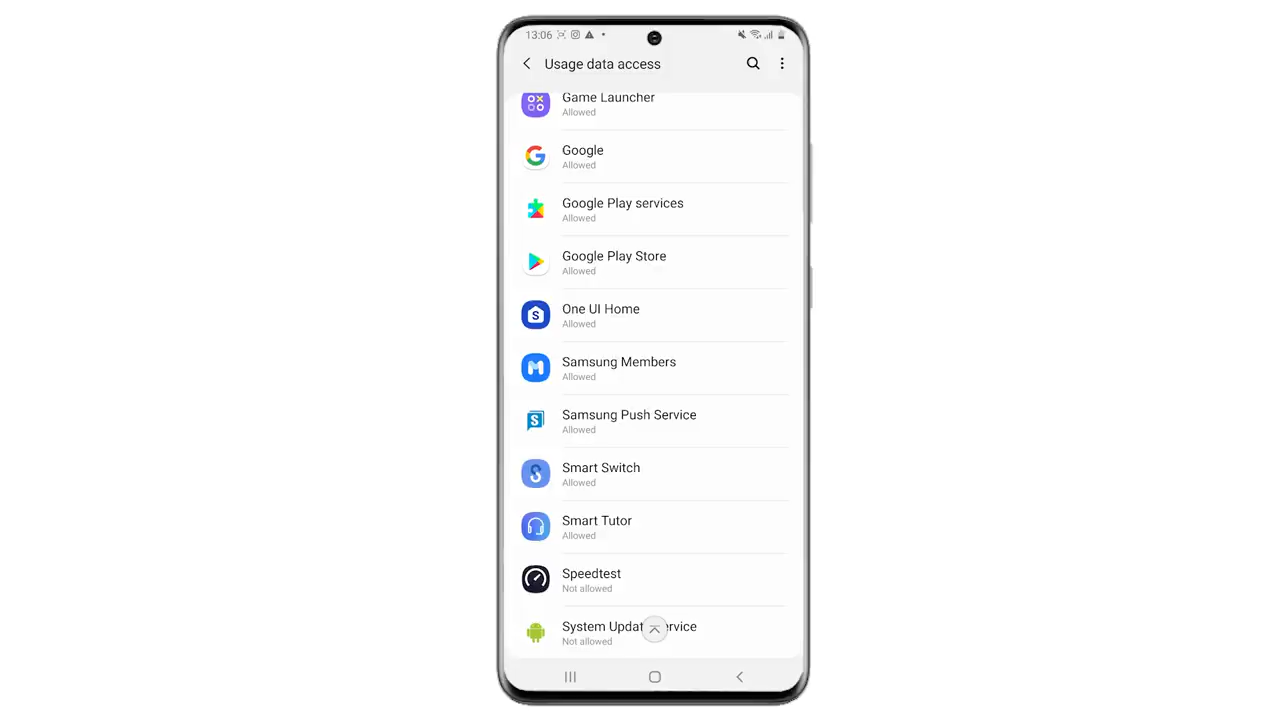 13:06
Usage data access
Game Launcher
Allowed
Google
Allowed
Google Play services
Allowed
Google Play Store
Allowed
One UI Home
Allowed
Samsung Members
Allowed
Samsung Push Service
Allowed
Smart Switch
Allowed
Smart Tutor
Allowed
Speedtest
Not allowed
System Updat ervice
Not allowed